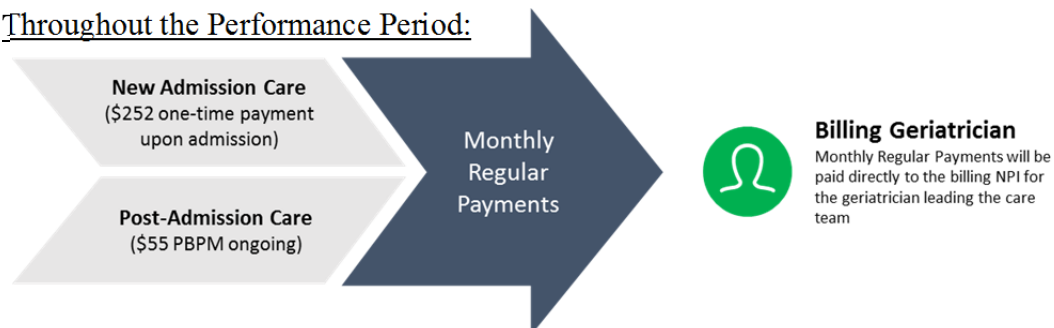 Throughout the Performance Period:
New Admission Care
($252 one-time payment
upon admission)
Post-Admission Care
($55 PBPM ongoing)
Monthly
Regular
Payments
Billing Geriatrician
Monthly Regular Payments will be
paid directly to the billing NPI for
the geriatrician leading the care
team